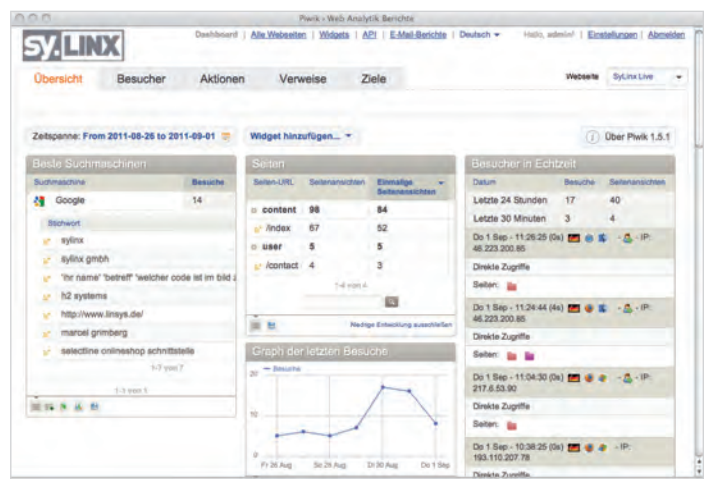 Piwik › Web Analytik Berichte
SY.LINX
Dashboard | Alle Webseiten | Widgets | API | E-Mail-Berichte | Deutsch
Hallo, admin! | Einstellungen | Abmelden
Übersicht Besucher Aktionen Verweise Ziele
Webseite SyLinx Live
Zeitspanne: From 2011-08-26 to 2011-09-01
Widget hinzufügen...
Über Piwik 1.5.1
Beste Suchmaschinen
Suchmaschine Besuche
Google 14
Stichwort
sylinx
sylinx gmbh
'ihr name' 'betreff' 'welcher code ist im bild
h2 systems
http://www.linsys.de/
marcel grimberg
selectline onlineshop schnittstelle
1-7 von 7
1-1 von 1
Seiten
Seiten-URL Seitenansichten Einmalige
Seitenansichten
content 98 84
/index 67 52
user 5 5
/contact 4 3
1-4 von 4
Niedrige Entwicklung ausschließen
Graph der letzten Besuche
20
Besuche
10
0
Fr 26 Aug So 28 Aug Di 30 Aug Do 1 Sep
Besucher in Echtzeit
Datum Besuche Seitenansichten
Letzte 24 Stunden 17 40
Letzte 30 Minuten 3 4
Do 1 Sep - 11:26:25 (0s) - - IP:
46.223.200.65
Direkte Zugriffe
Seiten:
Do 1 Sep - 11:24:44 (4s) - - IP:
46.223.200.65
Direkte Zugriffe
Seiten:
Do 1 Sep - 11:04:30 (0s) - - IP:
217.6.53.90
Direkte Zugriffe
Seiten:
Do 1 Sep - 10:38:25 (0s) - IP:
193.110.207.78
Direkte Zugriffe